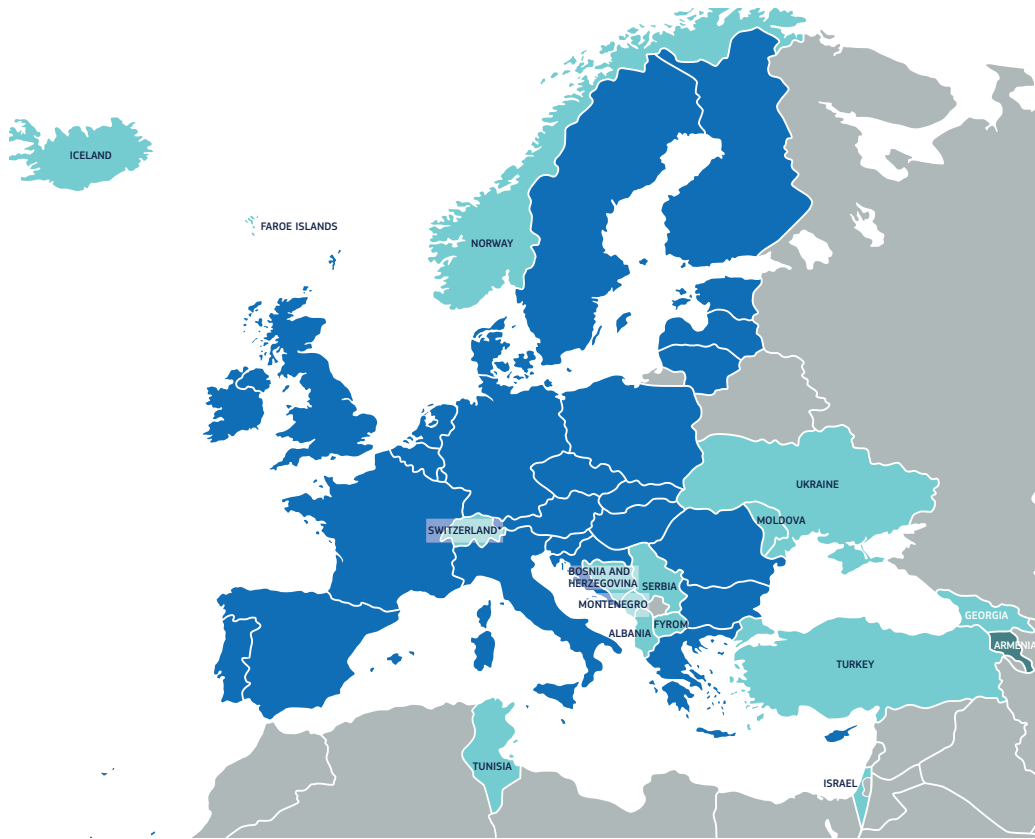 ICELAND
FAROE ISLANDS
NORWAY
UKRAINE
MOLDOVA
SWITZERLAND*
BOSNIA AND
HERZEGOVINA
SERBIA
MONTENEGRO
GEORGIA
FYROM
ALBANIA
ARMENIA
TURKEY
TUNISIA
ISRAEL